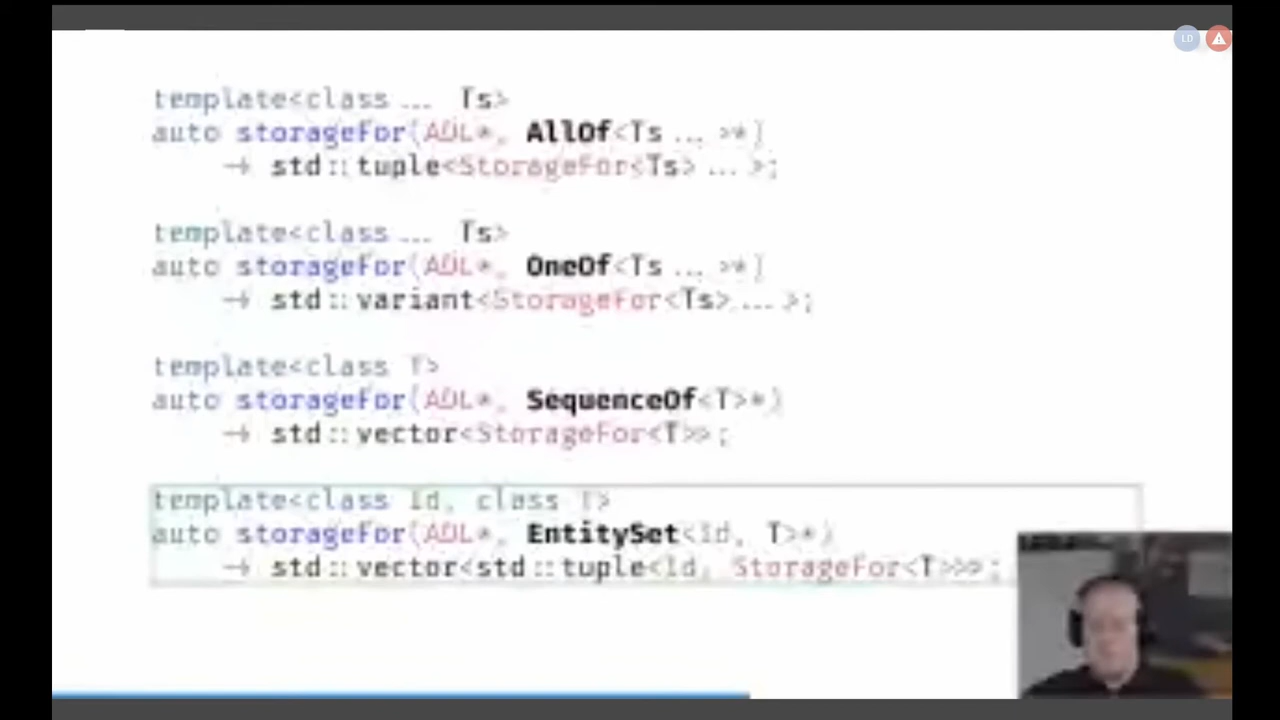 LD
template<class ... Ts>
auto storageFor(ADL*, AllOf<Ts ... >*)
-> std::tuple<StorageFor<Ts> ... >;
template<class ... Ts>
auto storageFor(ADL*, OneOf<Ts ... >*)
-> std::variant<StorageFor<Ts> ... >;
template<class T>
auto storageFor(ADL*, SequenceOf<T>*)
-> std::vector<StorageFor<T>>;
template<class Id, class T>
auto storageFor(ADL*, EntitySet<Id, T>*)
-> std::vector<std::tuple<Id, StorageFor<T>>>;